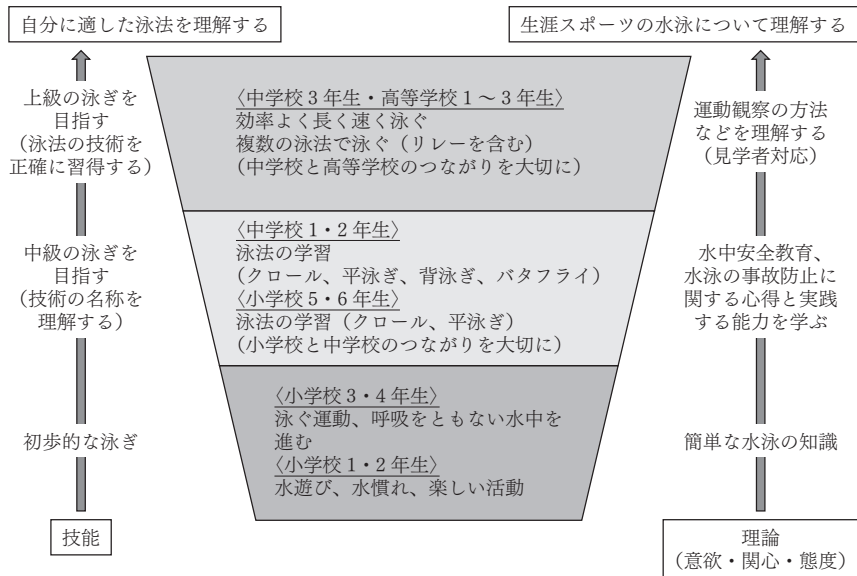 自分に適した泳法を理解する
生涯スポーツの水泳について理解する
上級の泳ぎを
目指す
(泳法の技術を
正確に習得する)
〈中学校3年生・高等学校1～3年生〉
効率よく長く速く泳ぐ
複数の泳法で泳ぐ(リレーを含む)
(中学校と高等学校のつながりを大切に)
運動観察の方法
などを理解する
(見学者対応)
中級の泳ぎを
目指す
(技術の名称を
理解する)
〈中学校1・2年生〉
泳法の学習
(クロール、平泳ぎ、背泳ぎ、バタフライ)
〈小学校5・6年生〉
泳法の学習(クロール、平泳ぎ)
(小学校と中学校のつながりを大切に)
水中安全教育、
水泳の事故防止に
関する心得と実践
する能力を学ぶ
初歩的な泳ぎ
〈小学校3・4年生〉
泳ぐ運動、呼吸をともない水中を
進む
〈小学校1・2年生〉
水遊び、水慣れ、楽しい活動
簡単な水泳の知識
技能
理論
(意欲・関心・態度)